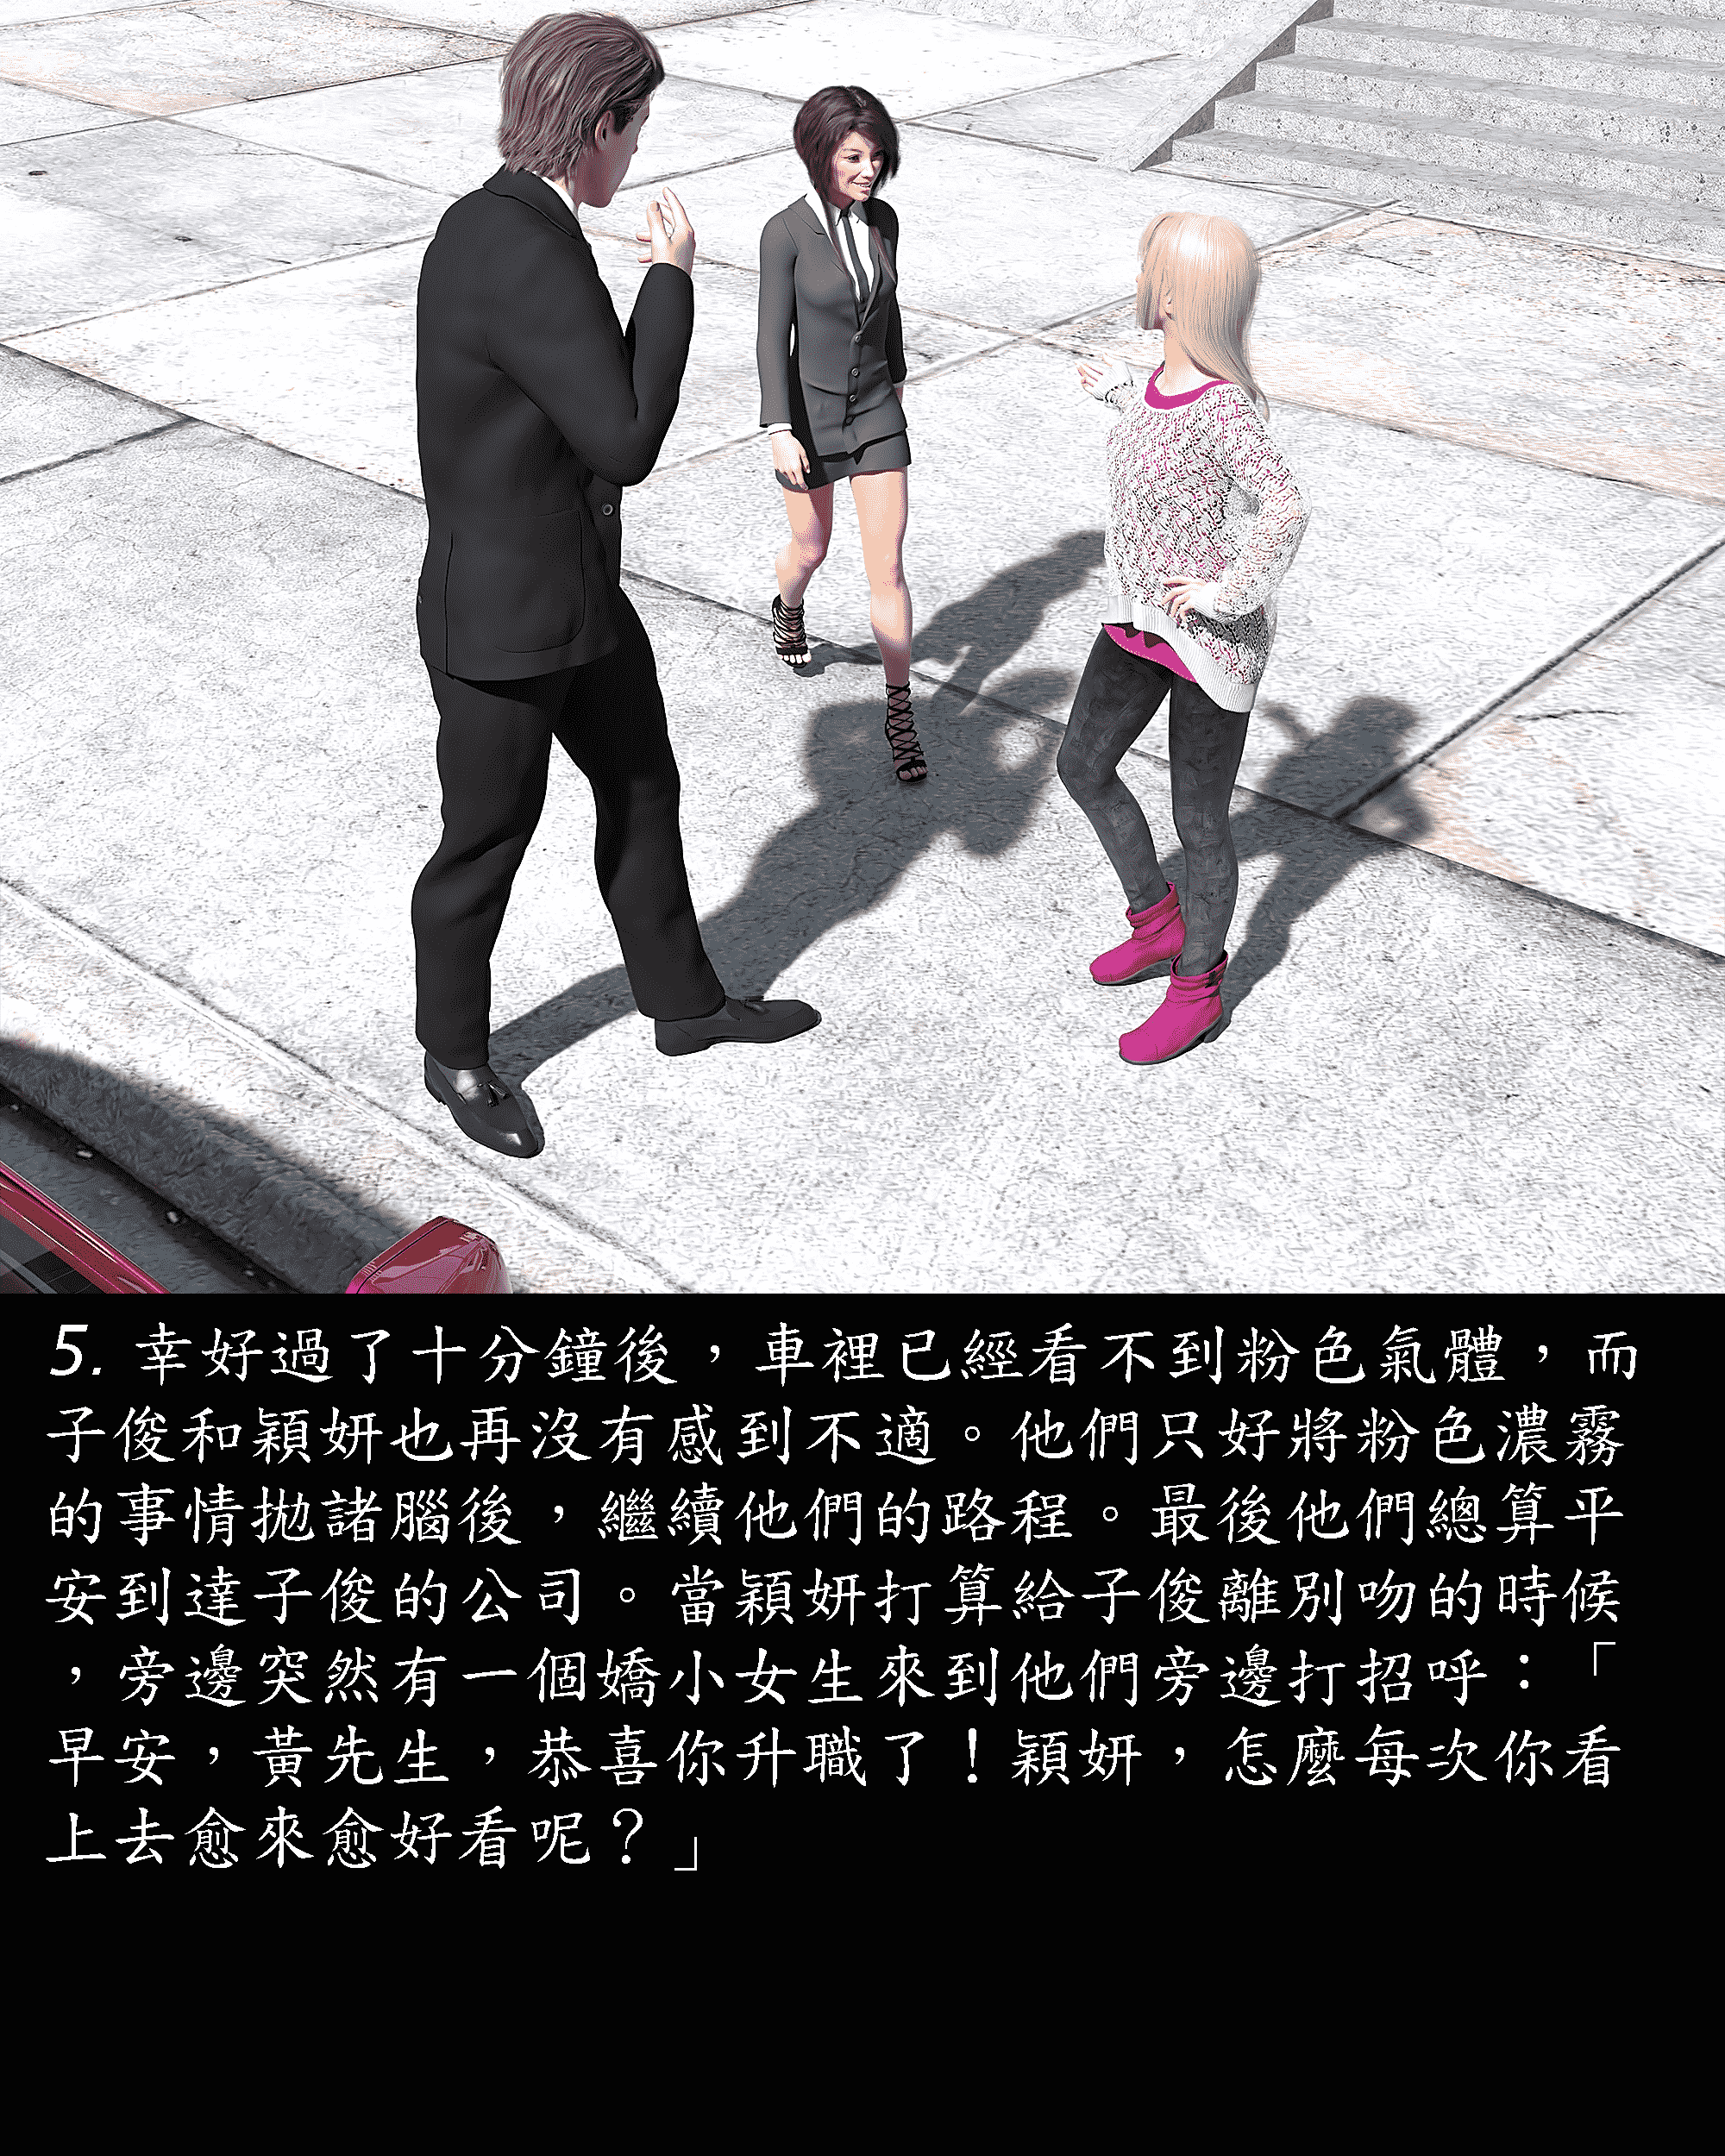 5. 幸好過了十分鐘後，車裡已經看不到粉色氣體，而
子俊和穎妍也再沒有感到不適。他們只好將粉色濃霧
的事情拋諸腦後，繼續他們的路程。最後他們總算平
安到達子俊的公司。當穎妍打算給子俊離別吻的時候
，旁邊突然有一個嬌小女生來到他們旁邊打招呼：「
早安，黃先生，恭喜你升職了！穎妍，怎麼每次你看
上去愈來愈好看呢？」